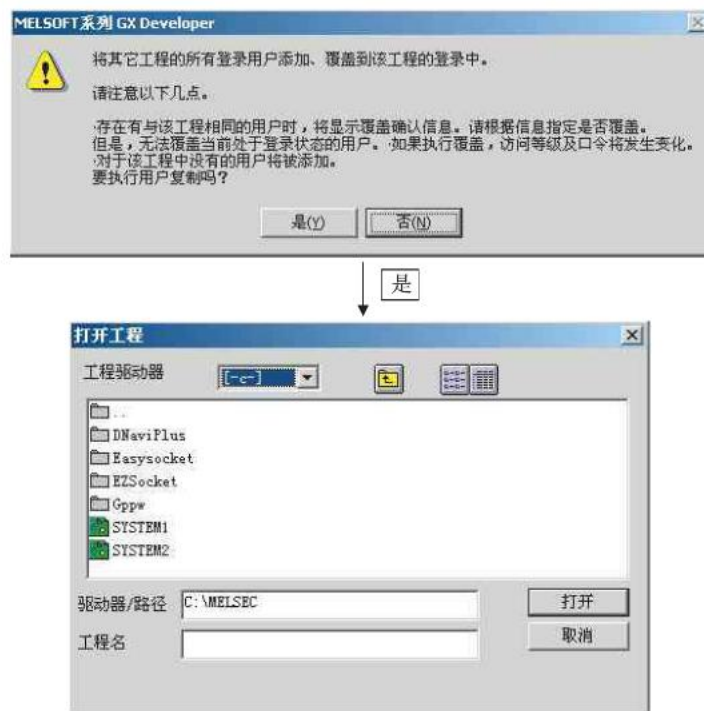 MELSOFT系列 GX Developer
将其它工程的所有登录用户添加、覆盖到该工程的登录中。
请注意以下几点。
·存在有与该工程相同的用户时，将显示覆盖确认信息。请根据信息指定是否覆盖。
但是，无法覆盖当前处于登录状态的用户。·如果执行覆盖，访问等级及口令将发生变化。
·对于该工程中没有的用户将被添加。
要执行用户复制吗？
是(Y) 否(N)
是
打开工程
工程驱动器 [-c-]
..
DNaviPlus
Easysocket
EZSocket
Gppw
SYSTEM1
SYSTEM2
驱动器/路径 C:\MELSEC 打开
工程名 取消